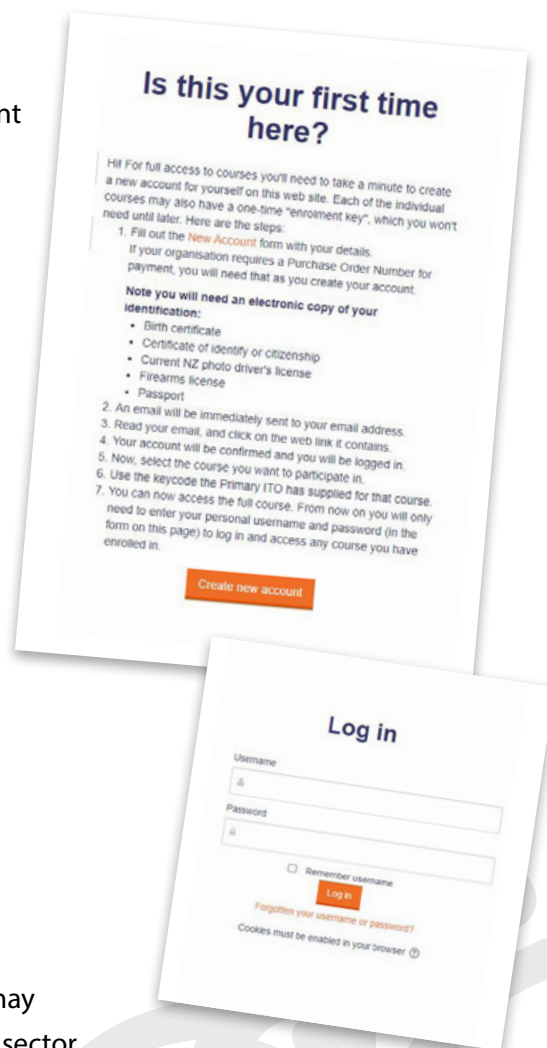 nt
Is this your first time
here?
Hi! For full access to courses you'll need to take a minute to create
a new account for yourself on this web site. Each of the individual
courses may also have a one-time "enrolment key", which you won't
need until later. Here are the steps:
1. Fill out the New Account form with your details.
If your organisation requires a Purchase Order Number for
payment, you will need that as you create your account.
Note you will need an electronic copy of your
identification:
• Birth certificate
• Certificate of identify or citizenship
• Current NZ photo driver's license
• Firearms license
• Passport
2. An email will be immediately sent to your email address.
3. Read your email, and click on the web link it contains.
4. Your account will be confirmed and you will be logged in.
5. Now, select the course you want to participate in.
6. Use the keycode the Primary ITO has supplied for that course.
7. You can now access the full course. From now on you will only
need to enter your personal username and password (in the
form on this page) to log in and access any course you have
enrolled in.
Create new account
Log in
Username
Password
Remember username
Log in
Forgotten your username or password?
Cookies must be enabled in your browser ?
nay
sector